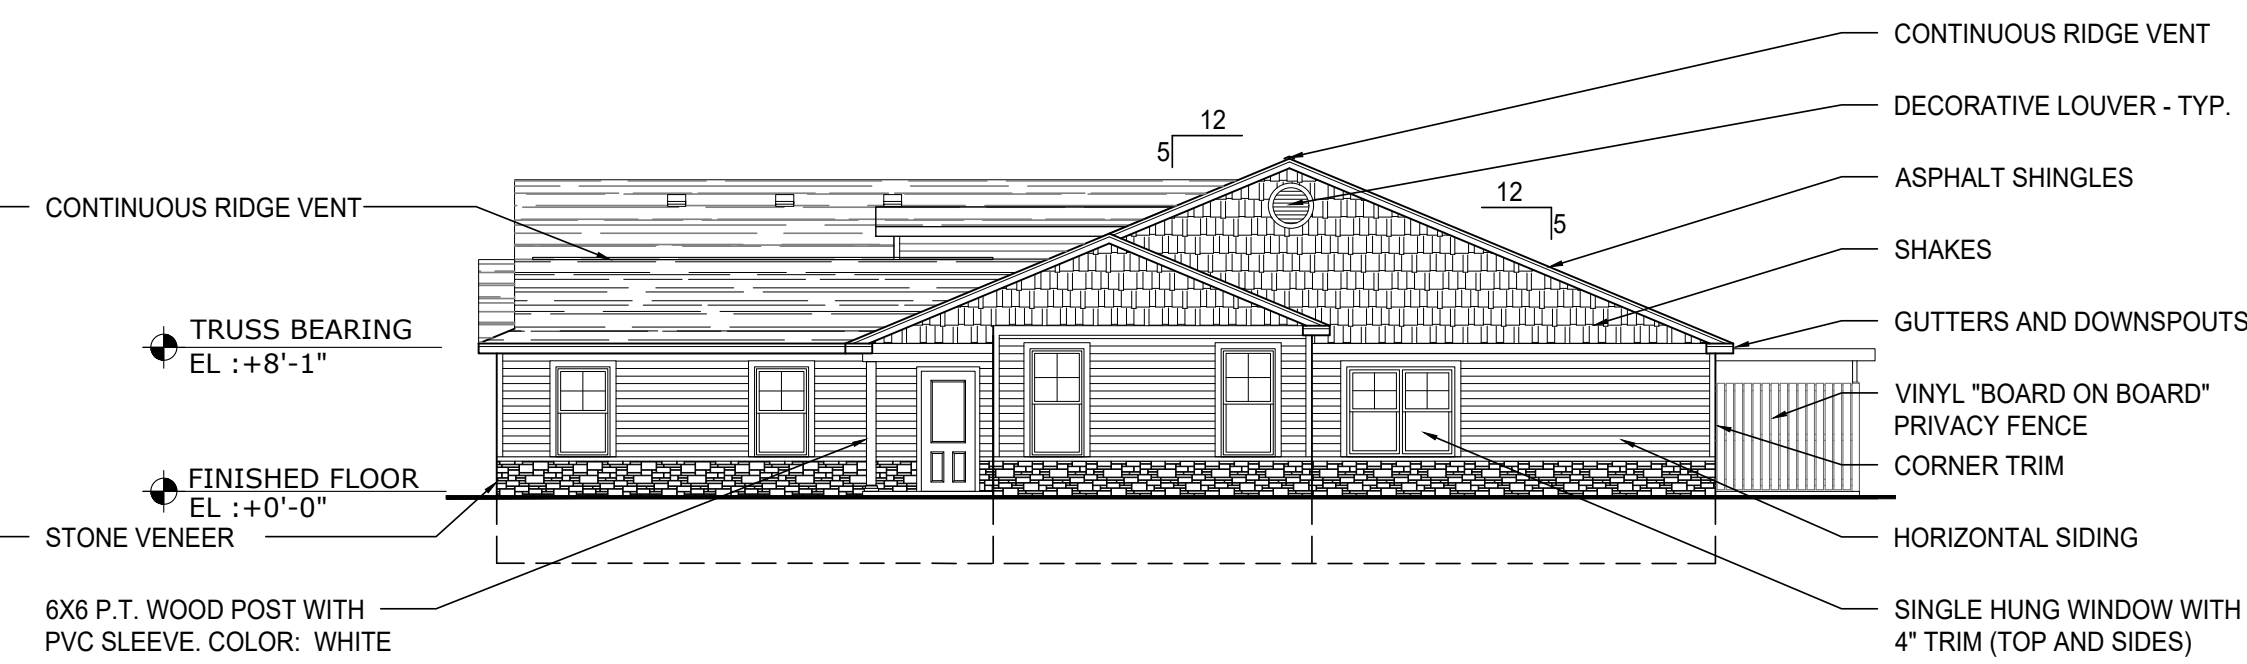 CONTINUOUS RIDGE VENT
DECORATIVE LOUVER - TYP.
12
5
ASPHALT SHINGLES
12
5
CONTINUOUS RIDGE VENT
SHAKES
TRUSS BEARING
EL :+8'-1"
GUTTERS AND DOWNSPOUTS
VINYL "BOARD ON BOARD"
PRIVACY FENCE
CORNER TRIM
FINISHED FLOOR
EL :+0'-0"
STONE VENEER
HORIZONTAL SIDING
6X6 P.T. WOOD POST WITH
PVC SLEEVE. COLOR: WHITE
SINGLE HUNG WINDOW WITH
4" TRIM (TOP AND SIDES)